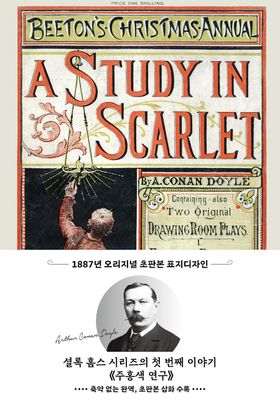 PRICE ONE SHILLING.
BEETON'S CHRISTMAS ANNUAL
A STUDY IN
SCARLET
By A. CONAN DOYLE
Containing also
Two Original
DRAWING ROOM PLAYS.
1887년 오리지널 초판본 표지디자인
Arthur Conan Doyle
셜록 홈스 시리즈의 첫 번째 이야기
《주홍색 연구》
•••• 축약 없는 완역, 초판본 삽화 수록 ••••